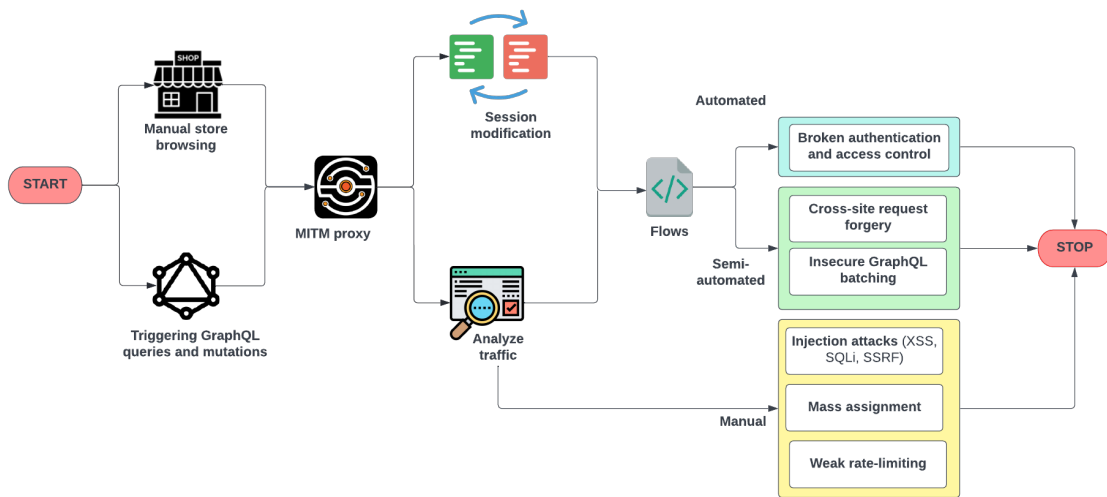 START
SHOP
Manual store
browsing
Triggering GraphQL
queries and mutations
MITM proxy
Session
modification
Analyze
traffic
</>
Flows
Automated
Broken authentication
and access control
Semi-
automated
Cross-site request
forgery
Insecure GraphQL
batching
Manual
Injection attacks (XSS,
SQLi, SSRF)
Mass assignment
Weak rate-limiting
STOP